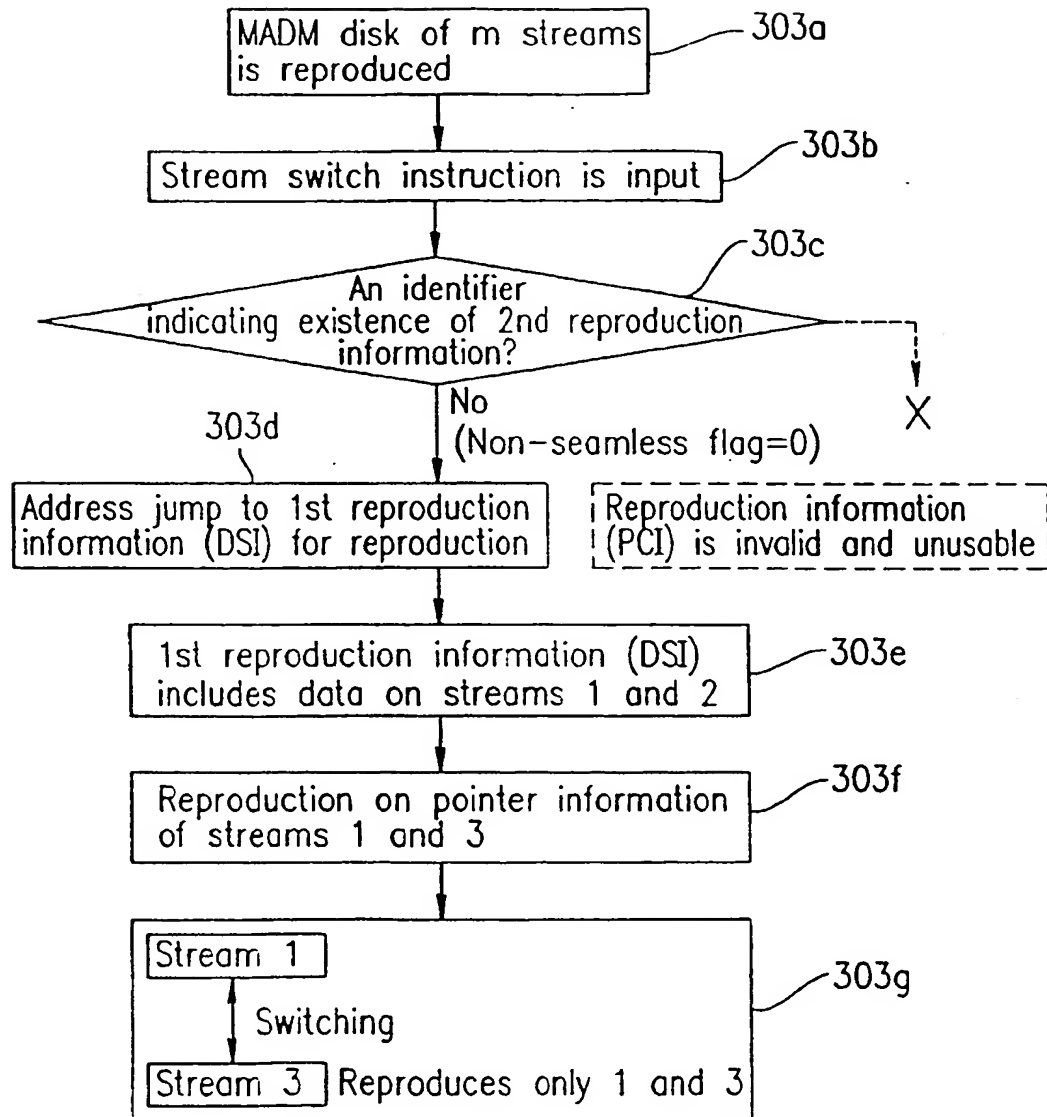 MADM disk of m streams
is reproduced
303a
Stream switch instruction is input
303b
303c
An identifier
indicating existence of 2nd reproduction
information?
No
(Non-seamless flag=0)
X
303d
Address jump to 1st reproduction
information (DSI) for reproduction
Reproduction information
(PCI) is invalid and unusable
1st reproduction information (DSI)
includes data on streams 1 and 2
303e
Reproduction on pointer information
of streams 1 and 3
303f
Stream 1
Switching
Stream 3 Reproduces only 1 and 3
303g